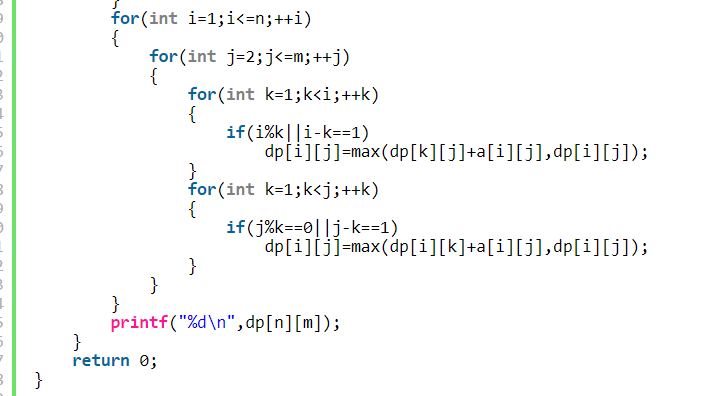 }
for(int i=1;i<=n;++i)
{
for(int j=2;j<=m;++j)
{
for(int k=1;k<i;++k)
{
if(i%k||i-k==1)
dp[i][j]=max(dp[k][j]+a[i][j],dp[i][j]);
}
for(int k=1;k<j;++k)
{
if(j%k==0||j-k==1)
dp[i][j]=max(dp[i][k]+a[i][j],dp[i][j]);
}
}
}
printf("%d\n",dp[n][m]);
}
return 0;
}